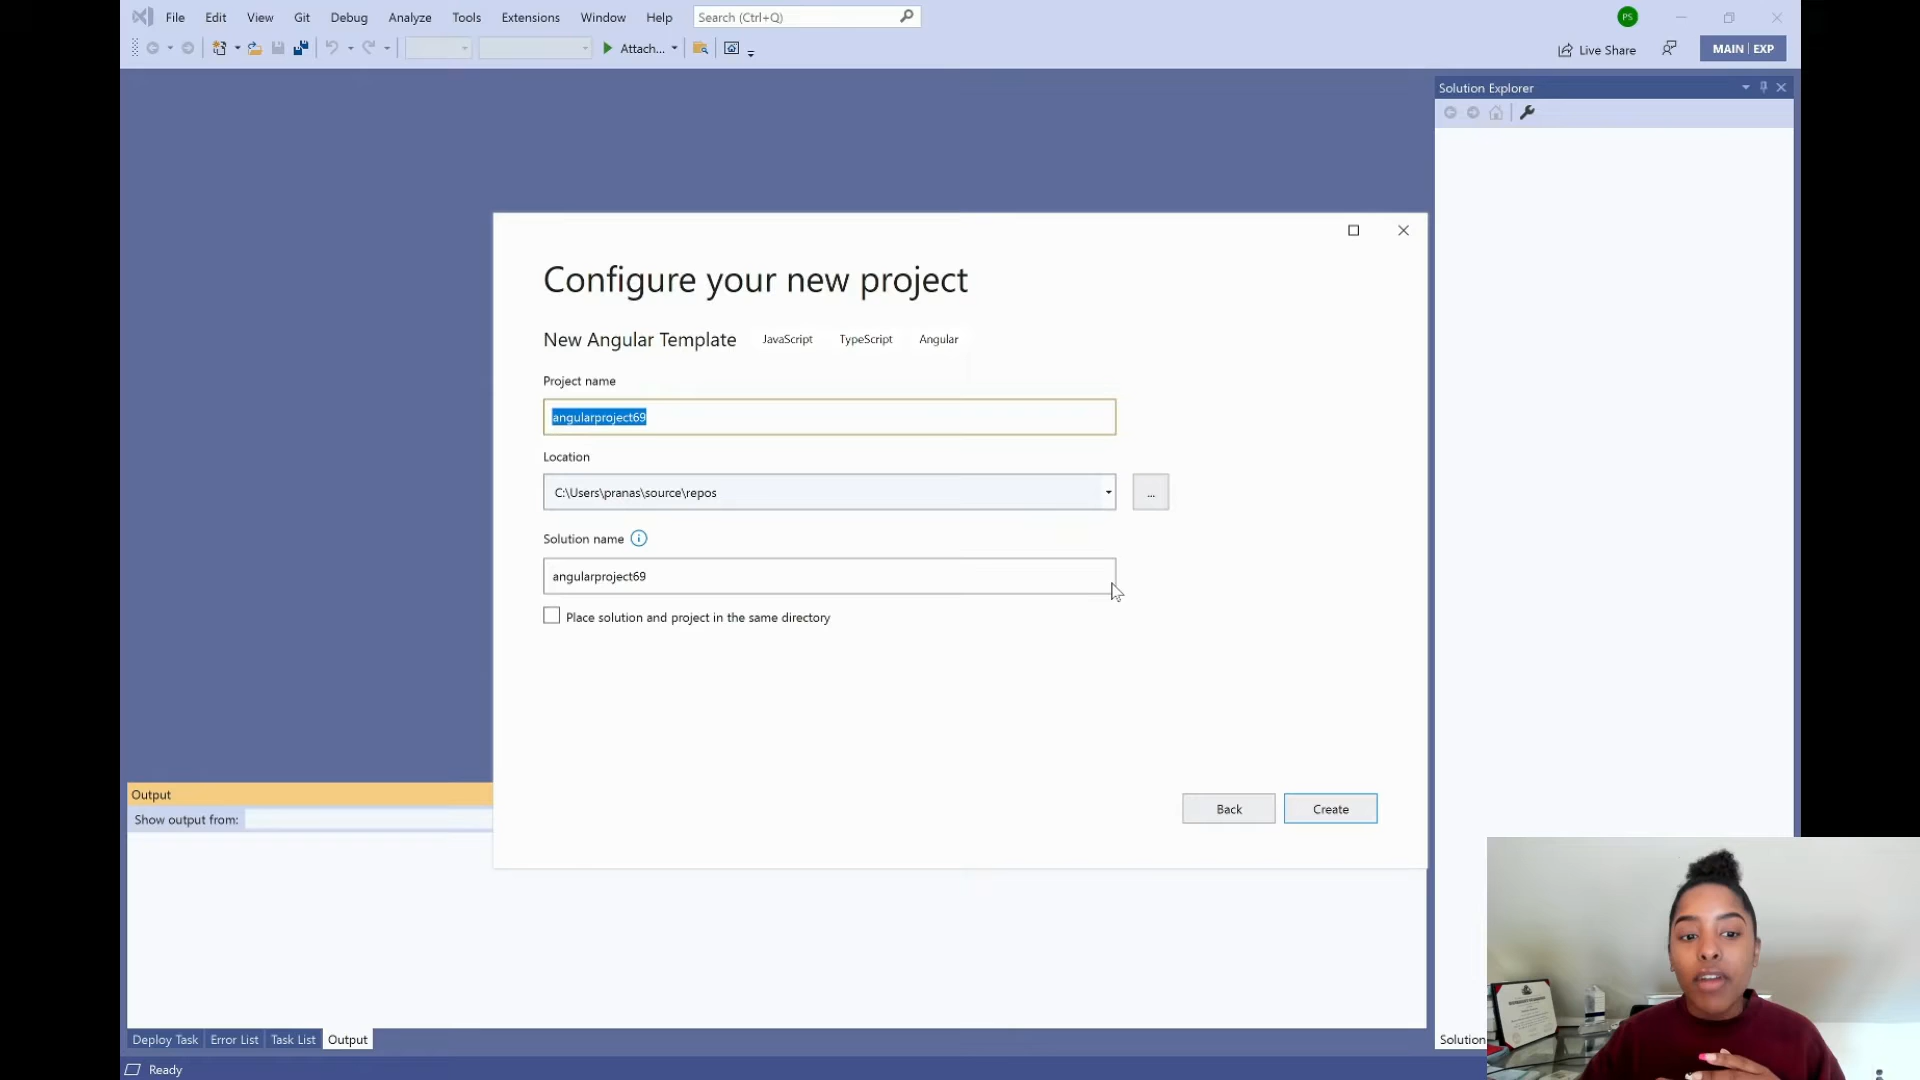 File Edit View Git Debug Analyze Tools Extensions Window Help Search (Ctrl+Q) PS
Attach... Live Share MAIN EXP
Solution Explorer
Configure your new project
New Angular Template JavaScript TypeScript Angular
Project name
angularproject69
Location
C:\Users\pranas\source\repos ...
Solution name
angularproject69
Place solution and project in the same directory
Back Create
Output
Show output from:
Deploy Task Error List Task List Output
Solution
Ready